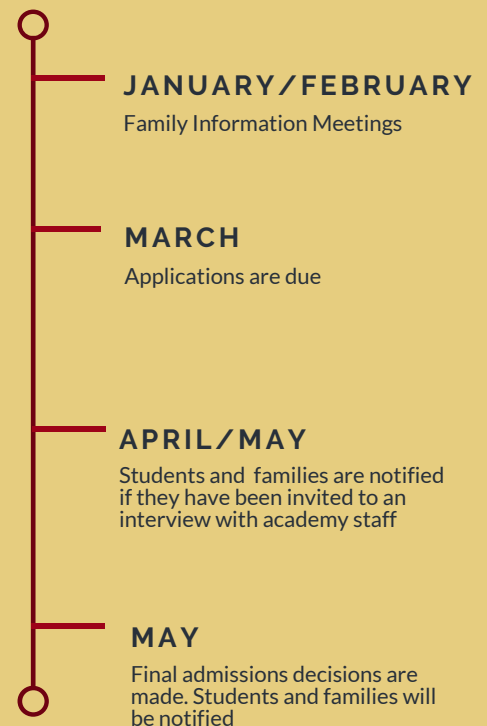 JANUARY/FEBRUARY
Family Information Meetings
MARCH
Applications are due
APRIL/MAY
Students and  families are notified
if they have been invited to an
interview with academy staff
MAY
Final admissions decisions are
made. Students and families will
be notified